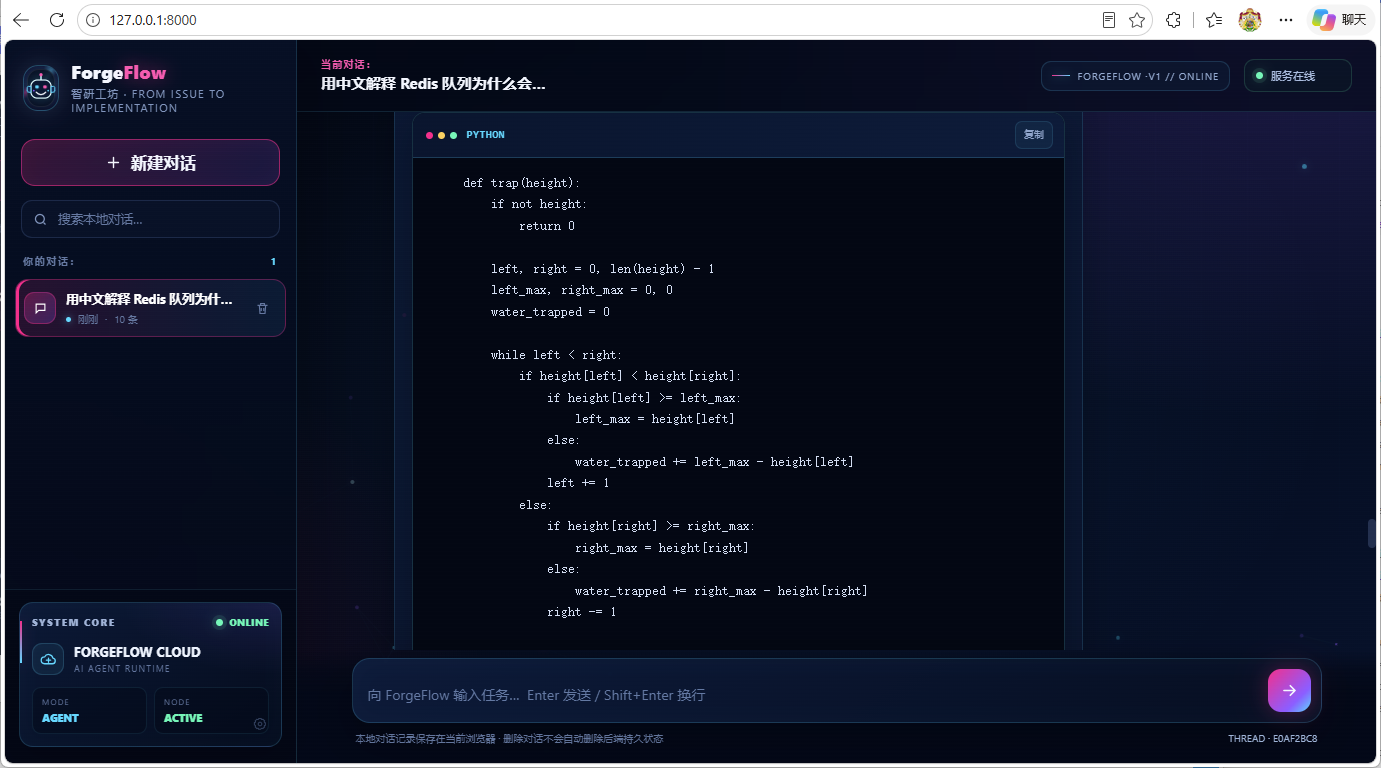 127.0.0.1:8000
聊天
ForgeFlow
智研工坊 · FROM ISSUE TO
IMPLEMENTATION
+ 新建对话
搜索本地对话...
你的对话: 1
用中文解释 Redis 队列为什...
刚刚 · 10 条
SYSTEM CORE
ONLINE
FORGEFLOW CLOUD
AI AGENT RUNTIME
MODE
AGENT
NODE
ACTIVE
当前对话:
用中文解释 Redis 队列为什么会...
FORGEFLOW ·V1 // ONLINE
服务在线
PYTHON
复制
def trap(height):
    if not height:
        return 0

    left, right = 0, len(height) - 1
    left_max, right_max = 0, 0
    water_trapped = 0

    while left < right:
        if height[left] < height[right]:
            if height[left] >= left_max:
                left_max = height[left]
            else:
                water_trapped += left_max - height[left]
            left += 1
        else:
            if height[right] >= right_max:
                right_max = height[right]
            else:
                water_trapped += right_max - height[right]
            right -= 1
向 ForgeFlow 输入任务... Enter 发送 / Shift+Enter 换行
本地对话记录保存在当前浏览器 · 删除对话不会自动删除后端持久状态
THREAD · E0AF2BC8